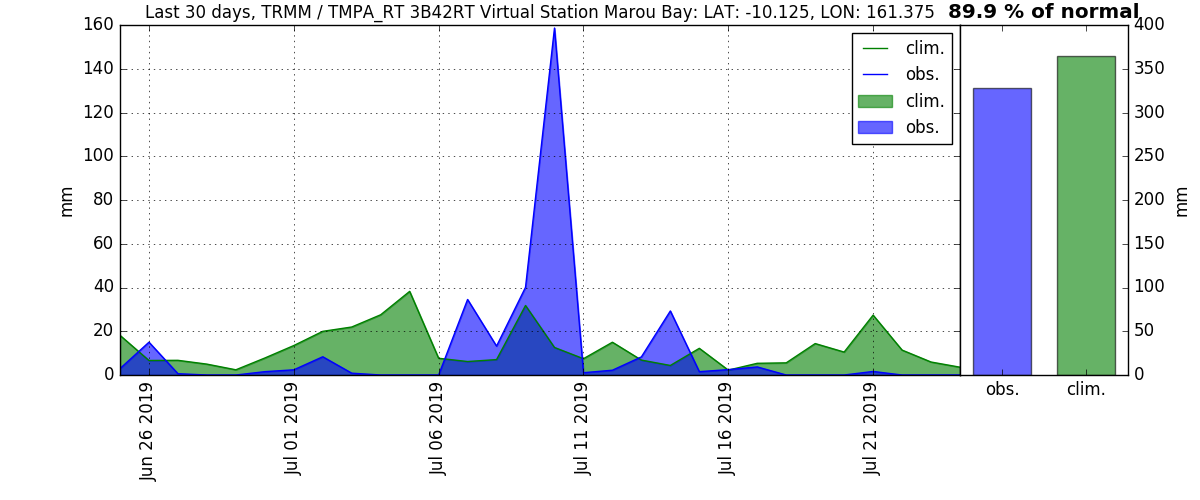 Last 30 days, TRMM / TMPA_RT 3B42RT Virtual Station Marou Bay: LAT: -10.125, LON: 161.375
89.9 % of normal
160
140
120
100
80
60
40
20
0
mm
clim.
obs.
clim.
obs.
400
350
300
250
200
150
100
50
0
mm
Jun 26 2019
Jul 01 2019
Jul 06 2019
Jul 11 2019
Jul 16 2019
Jul 21 2019
obs.
clim.